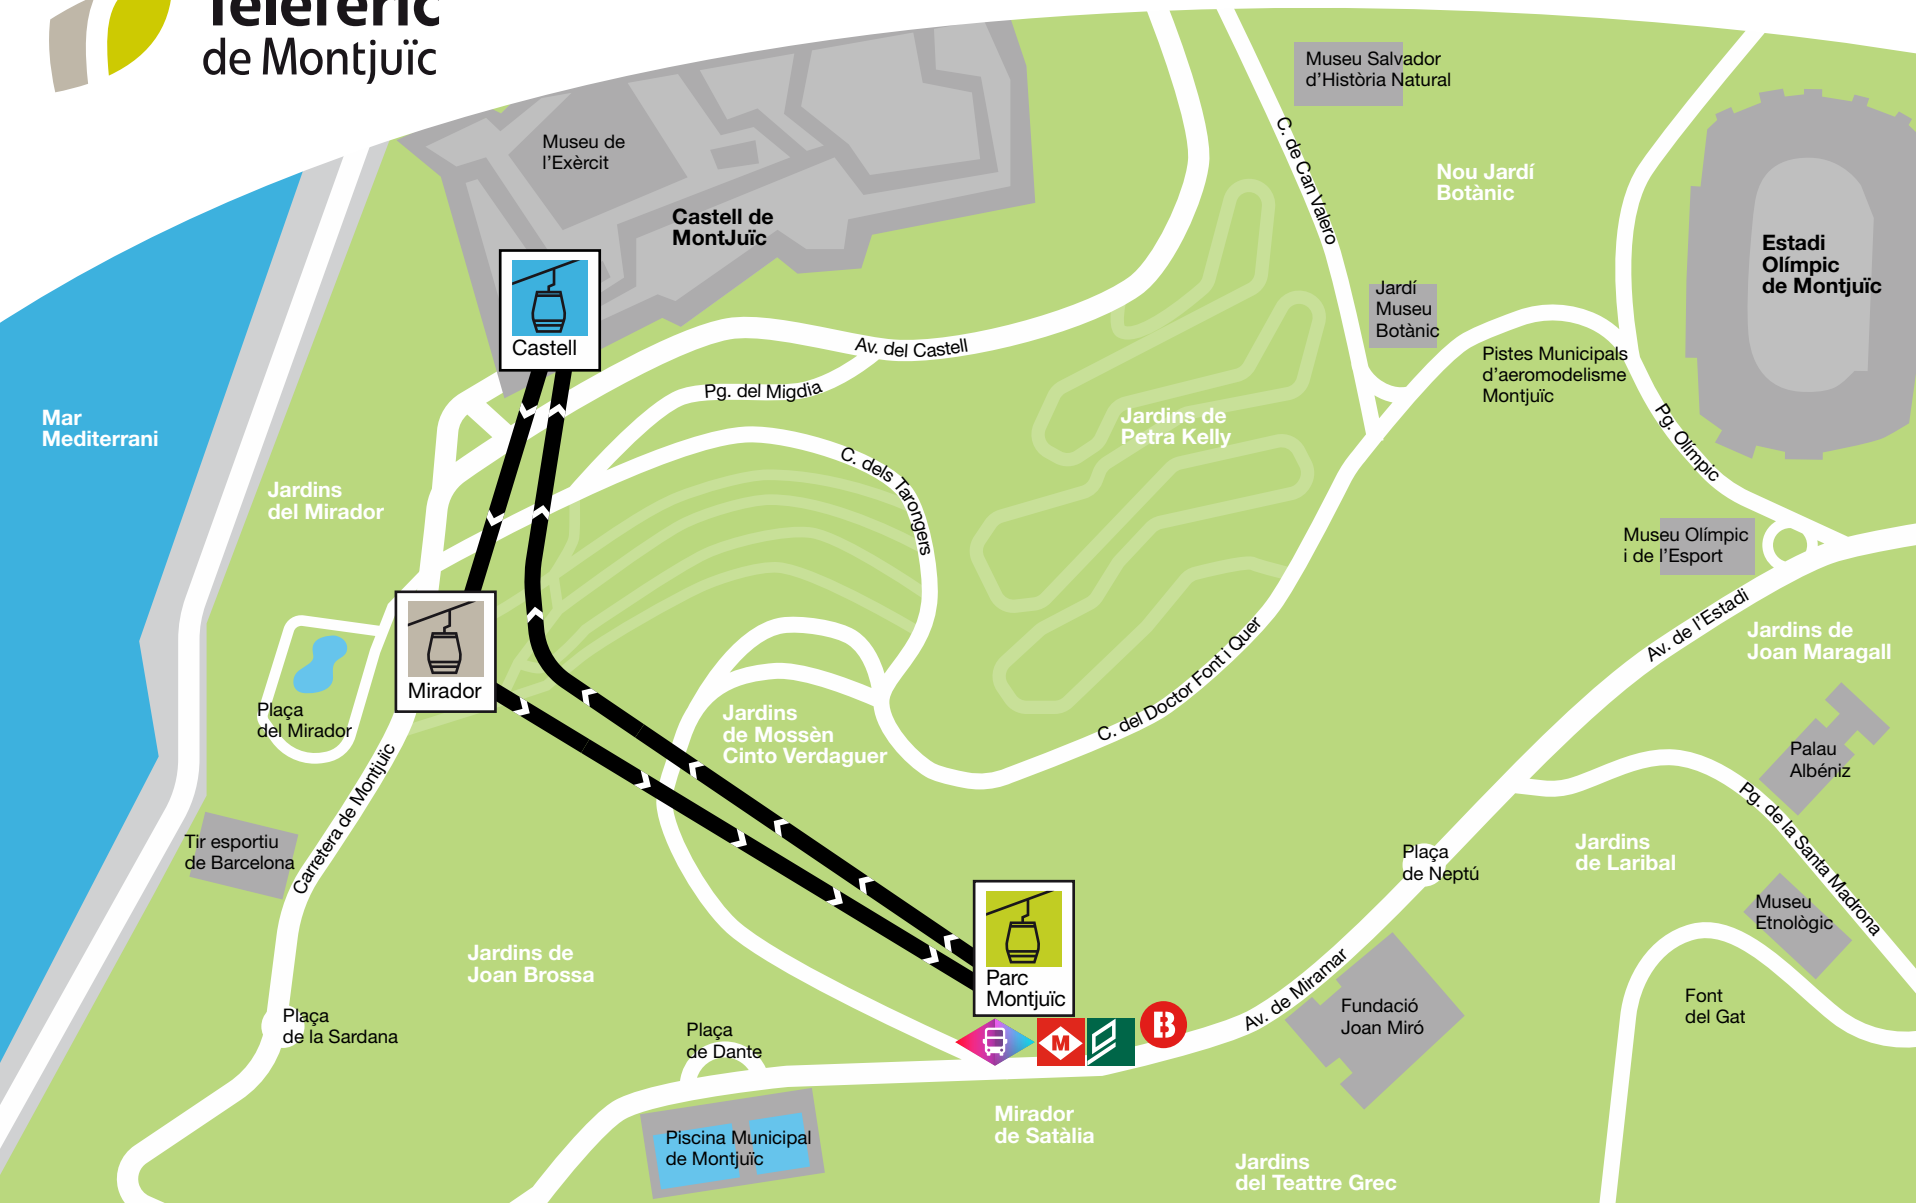 Telefèric
de Montjuïc
Museu Salvador
d'Història Natural
Museu de
l'Exèrcit
C. de Can Valero
Nou Jardí
Botànic
Castell de
MontJuïc
Estadi
Olímpic
de Montjuïc
Jardí
Museu
Botànic
Castell
Av. del Castell
Pistes Municipals
d'aeromodelisme
Montjuïc
Pg. del Migdia
Mar
Mediterrani
Jardins de
Petra Kelly
Pg. Olímpic
C. dels Tarongers
Jardins
del Mirador
Museu Olímpic
i de l'Esport
Av. de l'Estadi
Jardins de
Joan Maragall
C. del Doctor Font i Quer
Mirador
Plaça
del Mirador
Jardins
de Mossèn
Cinto Verdaguer
Palau
Albéniz
Carretera de Montjuïc
Pg. de la Santa Madrona
Tir esportiu
de Barcelona
Plaça
de Neptú
Jardins
de Laribal
Museu
Etnològic
Jardins de
Joan Brossa
Parc
Montjuïc
Av. de Miramar
Fundació
Joan Miró
Font
del Gat
Plaça
de la Sardana
Plaça
de Dante
M
B
Mirador
de Satàlia
Piscina Municipal
de Montjuïc
Jardins
del Teattre Grec